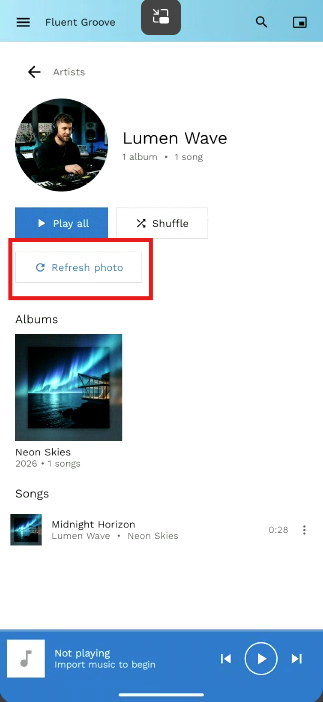 Fluent Groove
Artists
Lumen Wave
1 album • 1 song
Play all
Shuffle
Refresh photo
Albums
Neon Skies
2026 • 1 songs
Songs
Midnight Horizon
Lumen Wave • Neon Skies
0:28
Not playing
Import music to begin